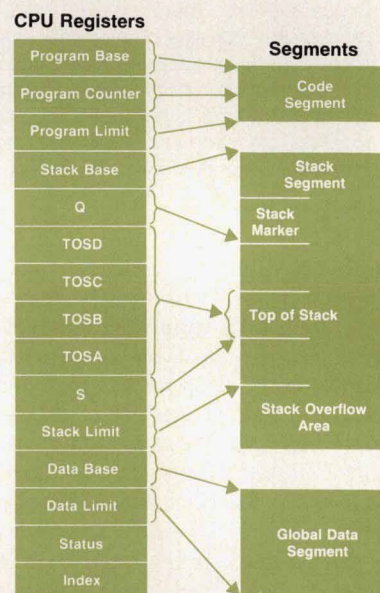 CPU Registers
Program Base
Program Counter
Program Limit
Stack Base
Q
TOSD
TOSC
TOSB
TOSA
S
Stack Limit
Data Base
Data Limit
Status
Index
Segments
Code
Segment
Stack
Segment
Stack
Marker
Top of Stack
Stack Overflow
Area
Global Data
Segment